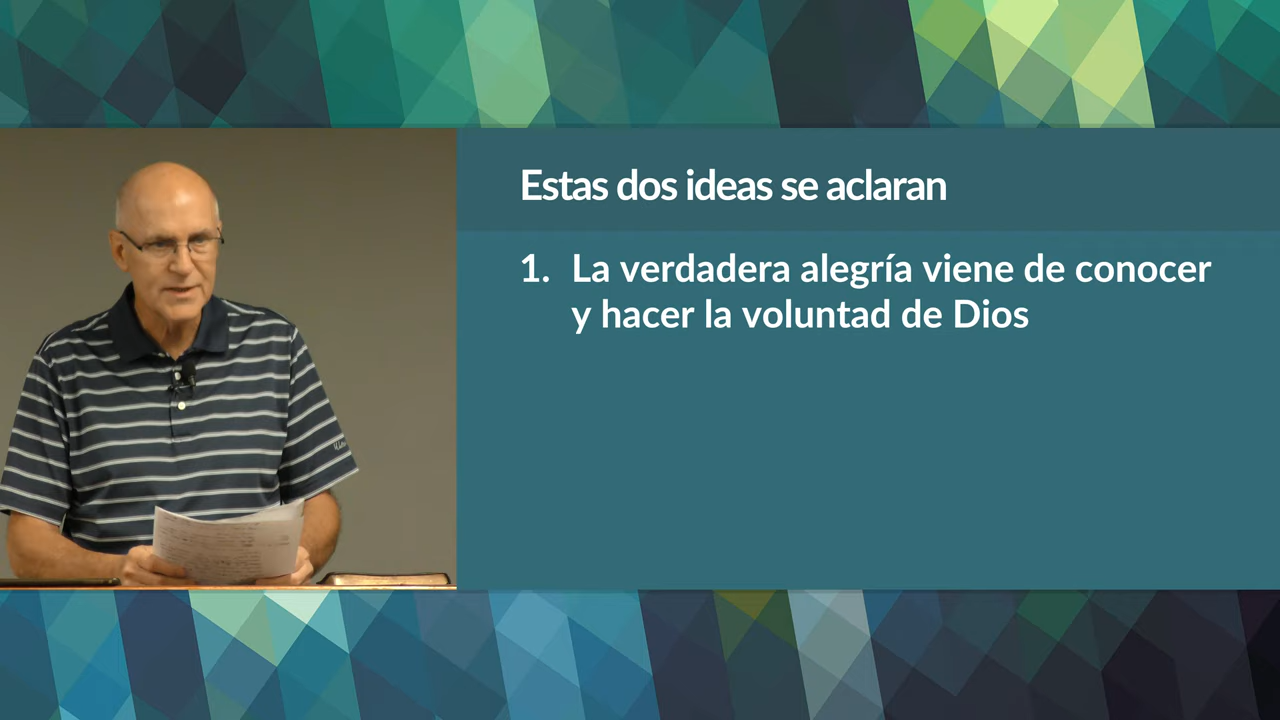 Estas dos ideas se aclaran
1. La verdadera alegría viene de conocer
y hacer la voluntad de Dios